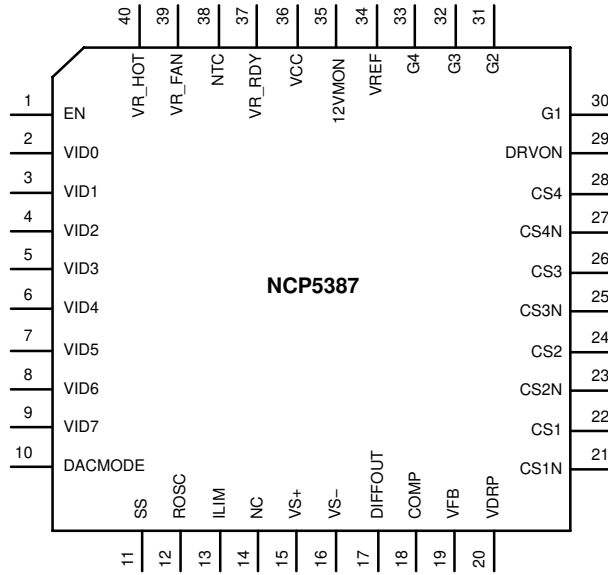 40 39 38 37 36 35 34 33 32 31
VR_HOT VR_FAN NTC VR_RDY VCC 12VMON VREF G4 G3 G2
1 EN G1 30
2 VID0 DRVON 29
3 VID1 CS4 28
4 VID2 CS4N 27
5 VID3 CS3 26
NCP5387
6 VID4 CS3N 25
7 VID5 CS2 24
8 VID6 CS2N 23
9 VID7 CS1 22
10 DACMODE CS1N 21
SS ROSC ILIM NC VS+ VS− DIFFOUT COMP VFB VDRP
11 12 13 14 15 16 17 18 19 20